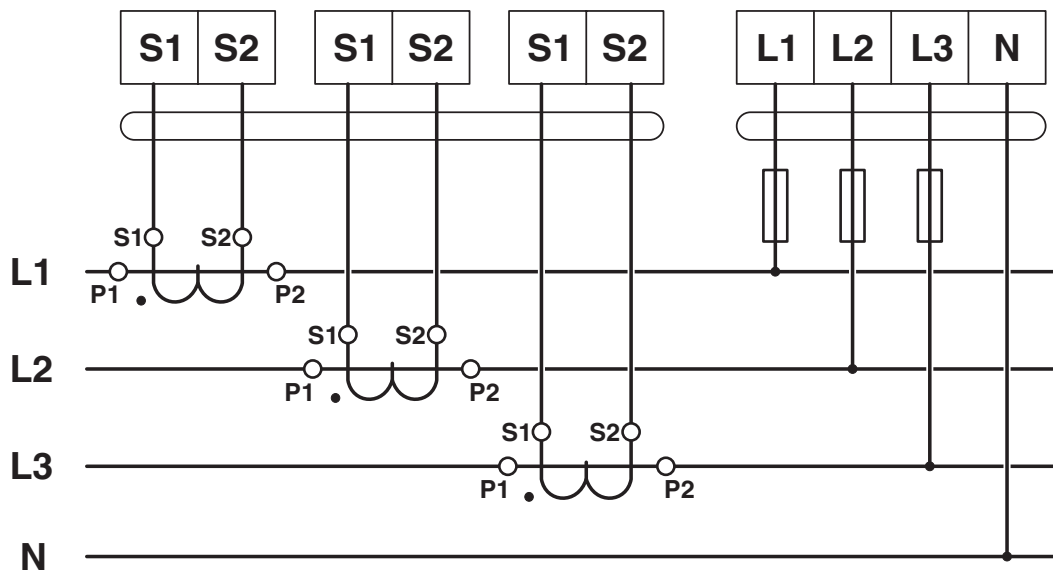 S1 S2 S1 S2 S1 S2 L1 L2 L3 N
S1 S2
L1
P1 P2
S1 S2
L2
P1 P2
S1 S2
L3
P1 P2
N